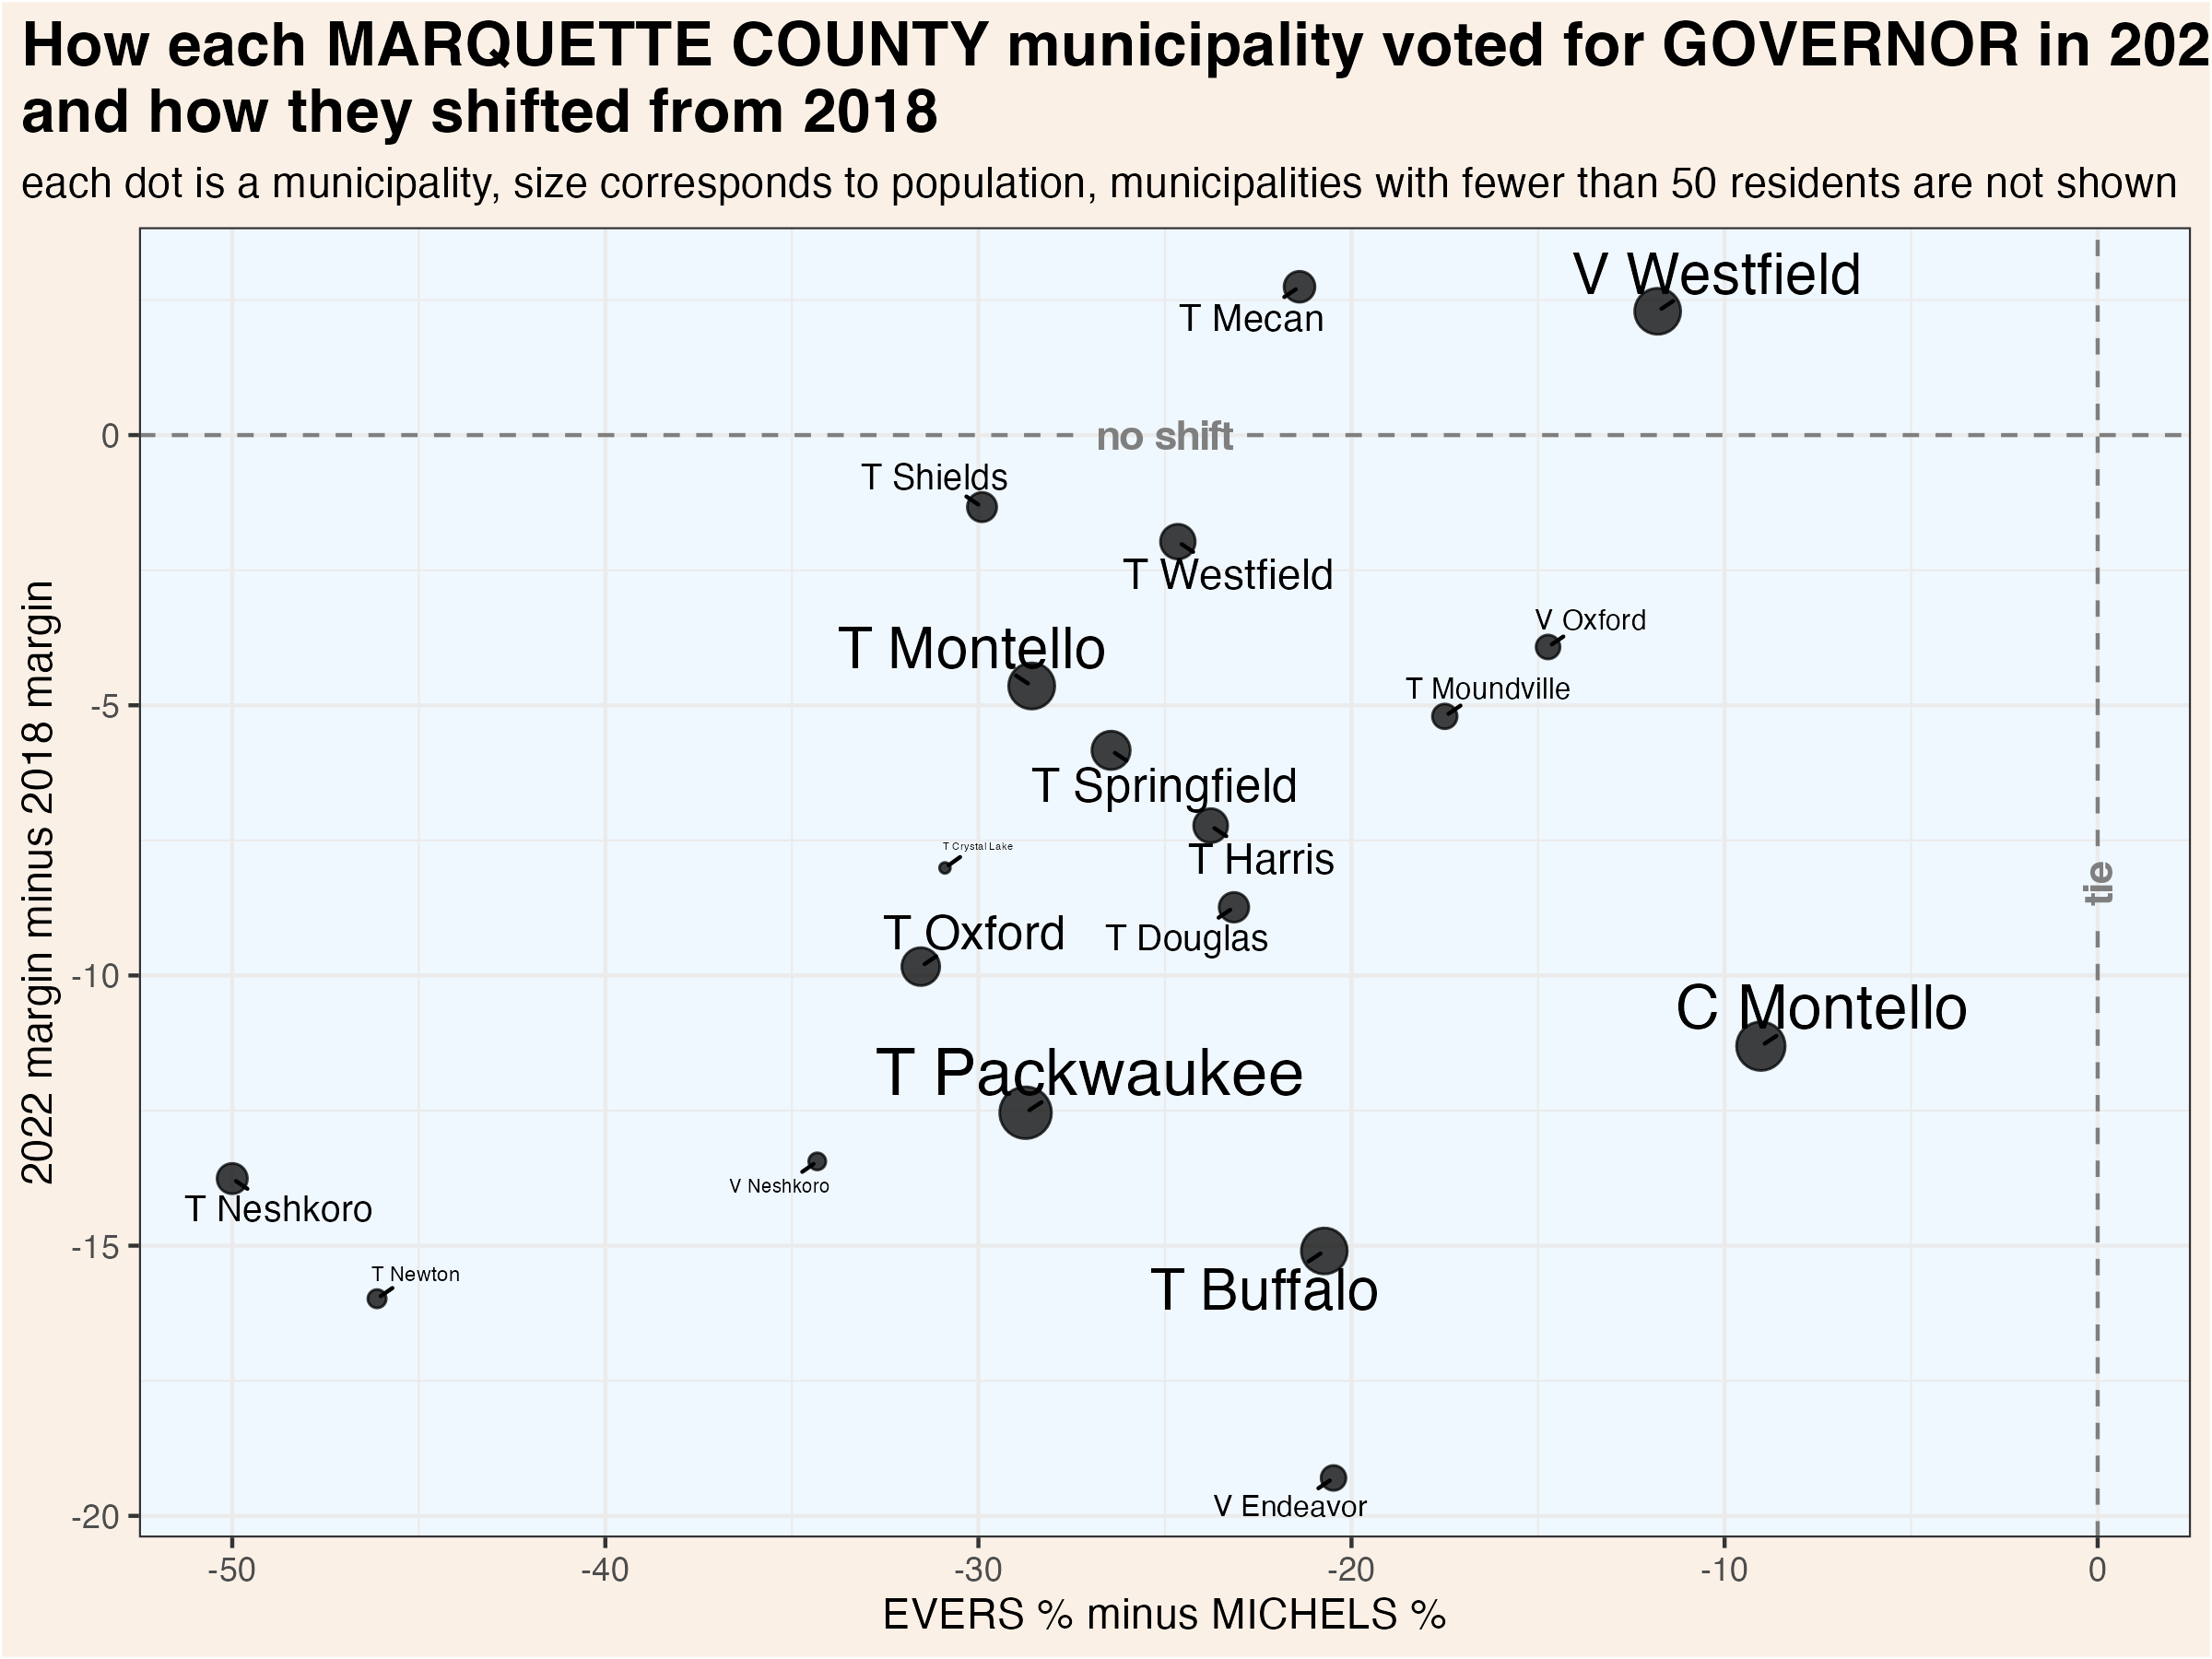 How each MARQUETTE COUNTY municipality voted for GOVERNOR in 202
and how they shifted from 2018
each dot is a municipality, size corresponds to population, municipalities with fewer than 50 residents are not shown
V Westfield
T Mecan
0
no shift
T Shields
T Westfield
V Oxford
T Montello
T Moundville
-5
T Springfield
T Crystal Lake
T Harris
tie
T Oxford
T Douglas
-10
C Montello
T Packwaukee
V Neshkoro
T Neshkoro
-15
T Newton
T Buffalo
V Endeavor
-20
2022 margin minus 2018 margin
-50
-40
-30
-20
-10
0
EVERS % minus MICHELS %